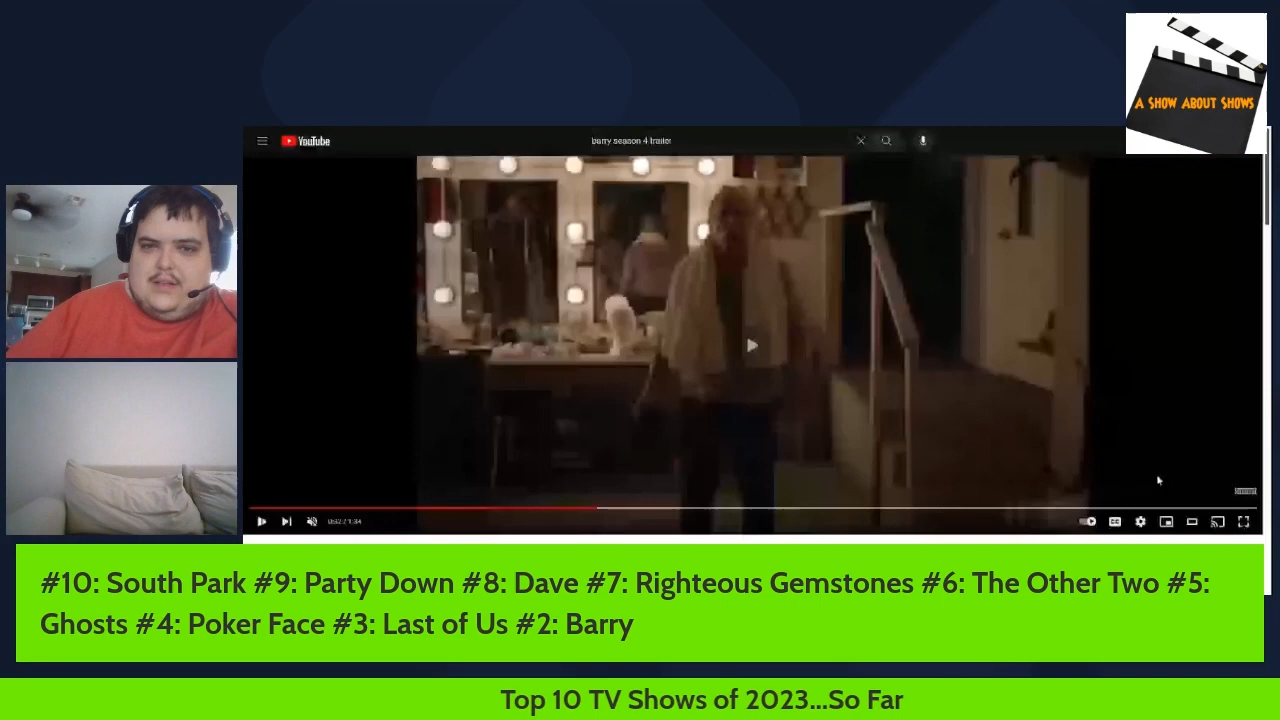 A SHOW ABOUT SHOWS
YouTube
barry season 4 trailer
#10: South Park #9: Party Down #8: Dave #7: Righteous Gemstones #6: The Other Two #5:
Ghosts #4: Poker Face #3: Last of Us #2: Barry
Top 10 TV Shows of 2023...So Far